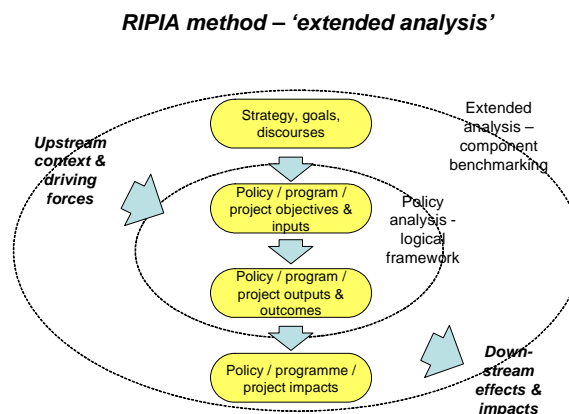 RIPIA method – ‘extended analysis’
Strategy, goals,
discourses
Extended
analysis –
component
benchmarking
Upstream
context &
driving
forces
Policy / program /
project objectives &
inputs
Policy
analysis -
logical
framework
Policy / program /
project outputs &
outcomes
Policy / programme /
project impacts
Down-
stream
effects &
impacts